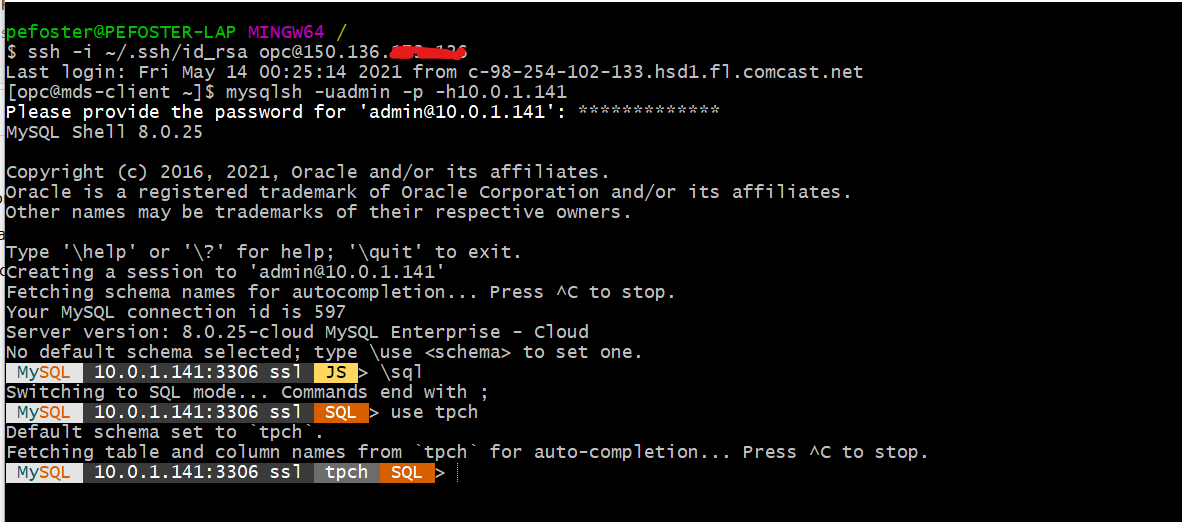 pefoster@PEFOSTER-LAP MINGW64 /
$ ssh -i ~/.ssh/id_rsa opc@150.136.
Last login: Fri May 14 00:25:14 2021 from c-98-254-102-133.hsd1.fl.comcast.net
[opc@mds-client ~]$ mysqlsh -uadmin -p -h10.0.1.141
Please provide the password for 'admin@10.0.1.141': *************
MySQL Shell 8.0.25
Copyright (c) 2016, 2021, Oracle and/or its affiliates.
Oracle is a registered trademark of Oracle Corporation and/or its affiliates.
Other names may be trademarks of their respective owners.
Type '\help' or '\?' for help; '\quit' to exit.
Creating a session to 'admin@10.0.1.141'
Fetching schema names for autocompletion... Press ^C to stop.
Your MySQL connection id is 597
Server version: 8.0.25-cloud MySQL Enterprise - Cloud
No default schema selected; type \use <schema> to set one.
MySQL 10.0.1.141:3306 ssl JS > \sql
Switching to SQL mode... Commands end with ;
MySQL 10.0.1.141:3306 ssl SQL > use tpch
Default schema set to `tpch`.
Fetching table and column names from `tpch` for auto-completion... Press ^C to stop.
MySQL 10.0.1.141:3306 ssl tpch SQL >